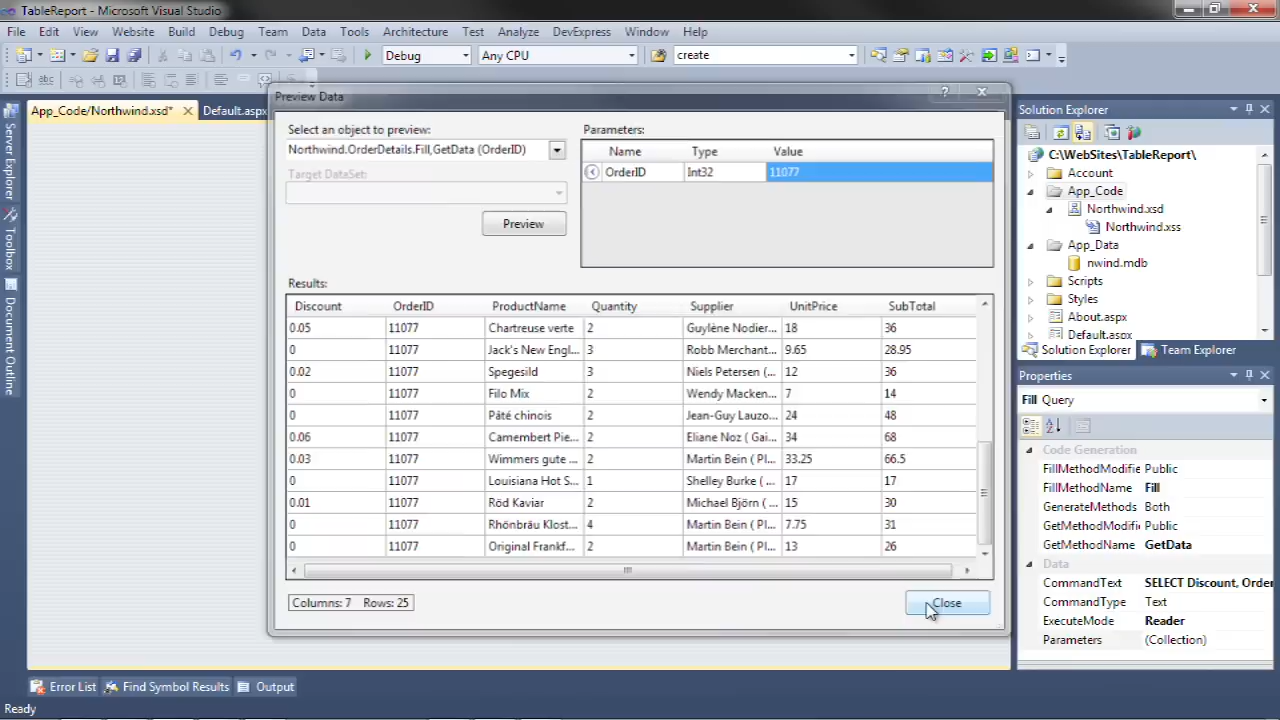 TableReport - Microsoft Visual Studio
File Edit View Website Build Debug Team Data Tools Architecture Test Analyze DevExpress Window Help
Debug Any CPU create
App_Code/Northwind.xsd* Default.aspx
Server Explorer
Toolbox
Document Outline
Preview Data
Select an object to preview:
Northwind.OrderDetails.Fill,GetData (OrderID)
Target DataSet:
Preview
Parameters:
Name Type Value
OrderID Int32 11077
Results:
Discount OrderID ProductName Quantity Supplier UnitPrice SubTotal
0.05 11077 Chartreuse verte 2 Guylène Nodier... 18 36
0 11077 Jack's New Engl... 3 Robb Merchant... 9.65 28.95
0.02 11077 Spegesild 3 Niels Petersen (... 12 36
0 11077 Filo Mix 2 Wendy Macken... 7 14
0 11077 Pâté chinois 2 Jean-Guy Lauzo... 24 48
0.06 11077 Camembert Pie... 2 Eliane Noz ( Gai... 34 68
0.03 11077 Wimmers gute ... 2 Martin Bein ( Pl... 33.25 66.5
0 11077 Louisiana Hot S... 1 Shelley Burke ( ... 17 17
0.01 11077 Röd Kaviar 2 Michael Björn ( ... 15 30
0 11077 Rhönbräu Klost... 4 Martin Bein ( Pl... 7.75 31
0 11077 Original Frankf... 2 Martin Bein ( Pl... 13 26
Columns: 7 Rows: 25
Close
Solution Explorer
C:\WebSites\TableReport\
Account
App_Code
Northwind.xsd
Northwind.xss
App_Data
nwind.mdb
Scripts
Styles
About.aspx
Default.aspx
Solution Explorer Team Explorer
Properties
Fill Query
Code Generation
FillMethodModifie Public
FillMethodName Fill
GenerateMethods Both
GetMethodModifi Public
GetMethodName GetData
Data
CommandText SELECT Discount, Order
CommandType Text
ExecuteMode Reader
Parameters (Collection)
Error List Find Symbol Results Output
Ready